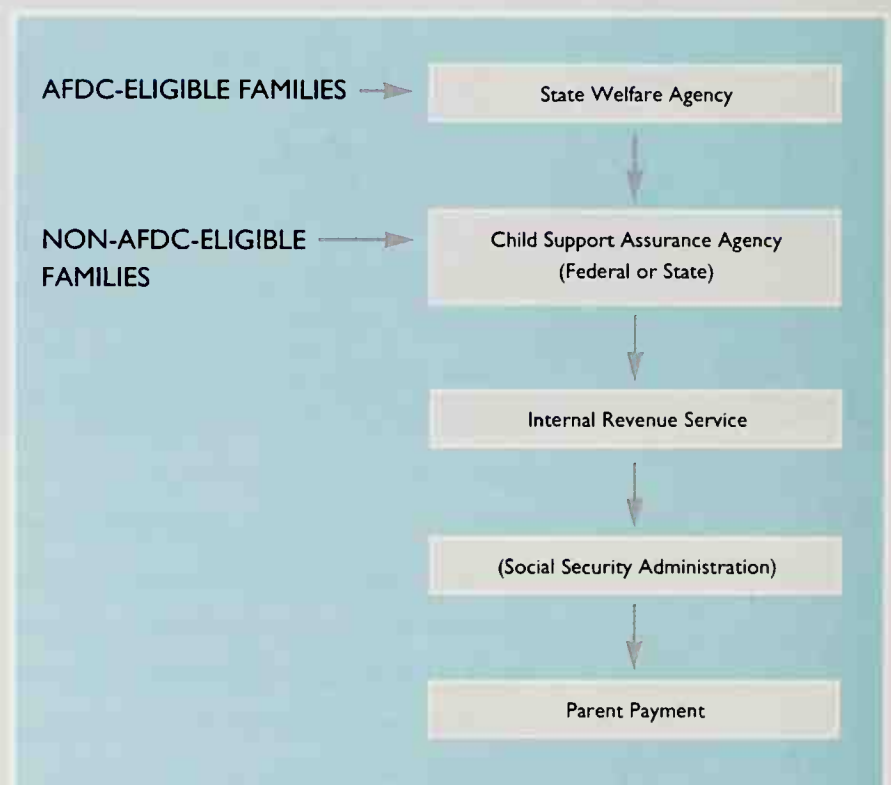 AFDC-ELIGIBLE FAMILIES
State Welfare Agency
NON-AFDC-ELIGIBLE
FAMILIES
Child Support Assurance Agency
(Federal or State)
Internal Revenue Service
(Social Security Administration)
Parent Payment